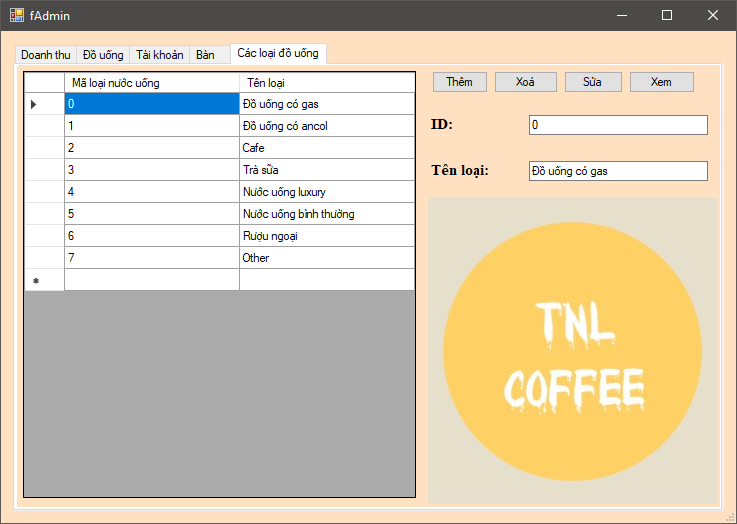 fAdmin
Doanh thu Đồ uống Tài khoản Bàn Các loại đồ uống
Mã loại nước uống Tên loại
0 Đồ uống có gas
1 Đồ uống có ancol
2 Cafe
3 Trà sữa
4 Nước uống luxury
5 Nước uống bình thường
6 Rượu ngoại
7 Other
Thêm Xoá Sửa Xem
ID: 0
Tên loại: Đồ uống có gas
TNL
COFFEE